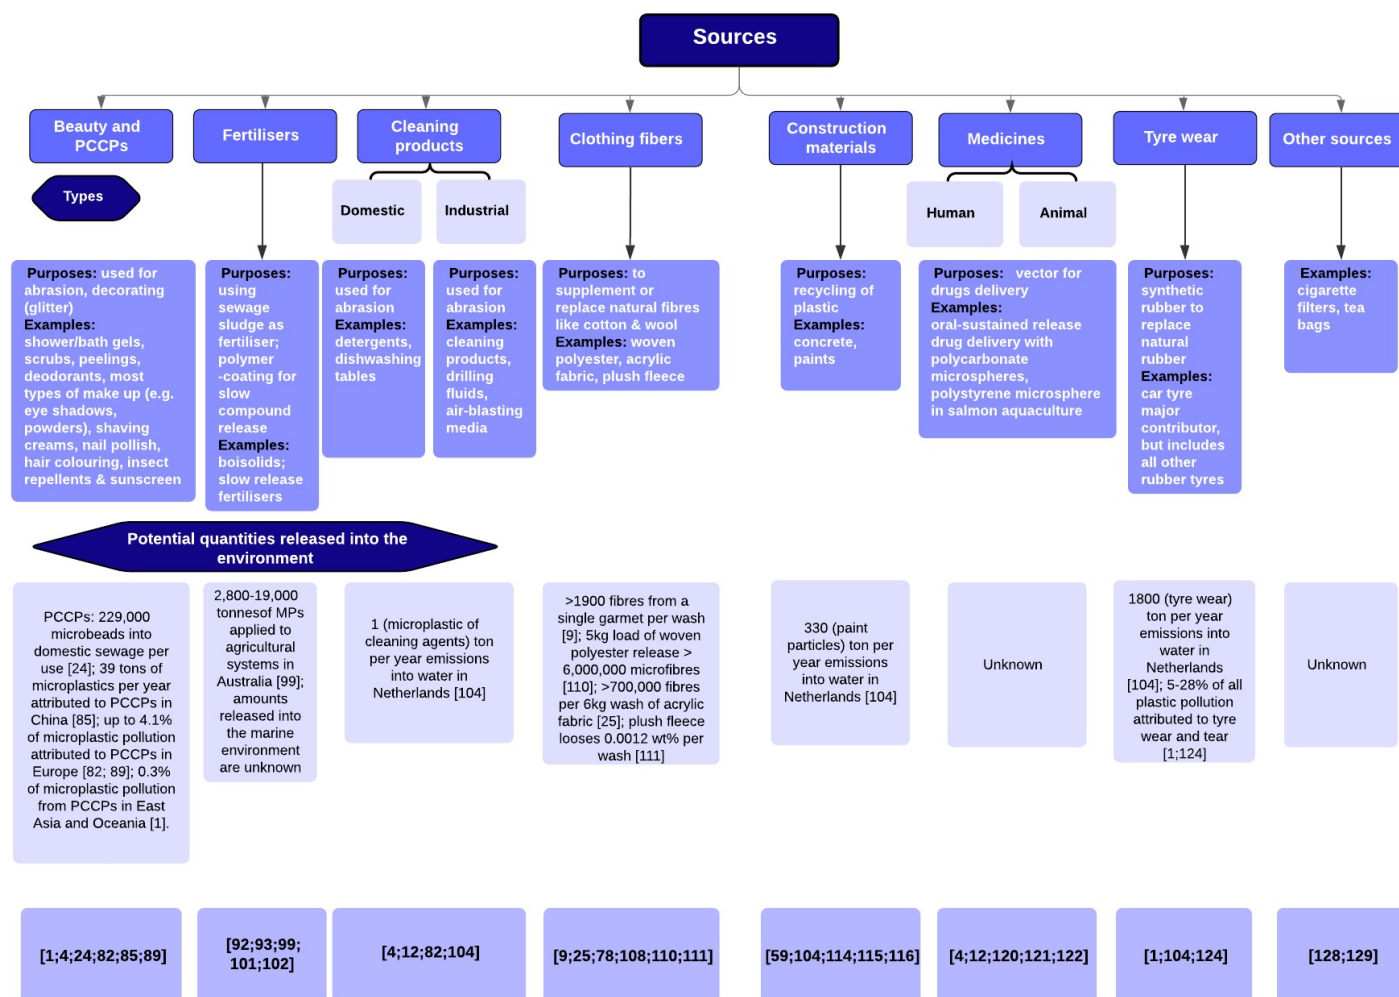 Sources
Beauty and
PCCPs
Fertilisers
Cleaning
products
Clothing fibers
Construction
materials
Medicines
Tyre wear
Other sources
Types
Domestic
Industrial
Human
Animal
Purposes: used for
abrasion, decorating
(glitter)
Examples:
shower/bath gels,
scrubs, peelings,
deodorants, most
types of make up (e.g.
eye shadows,
powders), shaving
creams, nail pollish,
hair colouring, insect
repellents & sunscreen
Purposes:
using
sewage
sludge as
fertiliser;
polymer
-coating for
slow
compound
release
Examples:
boisolids;
slow release
fertilisers
Purposes:
used for
abrasion
Examples:
detergents,
dishwashing
tables
Purposes:
used for
abrasion
Examples:
cleaning
products,
drilling
fluids,
air-blasting
media
Purposes: to
supplement or
replace natural fibres
like cotton & wool
Examples: woven
polyester, acrylic
fabric, plush fleece
Purposes:
recycling of
plastic
Examples:
concrete,
paints
Purposes: vector for
drugs delivery
Examples:
oral-sustained release
drug delivery with
polycarbonate
microspheres,
polystyrene microsphere
in salmon aquaculture
Purposes:
synthetic
rubber to
replace
natural
rubber
Examples:
car tyre
major
contributor,
but includes
all other
rubber tyres
Examples:
cigarette
filters, tea
bags
Potential quantities released into the
environment
PCCPs: 229,000
microbeads into
domestic sewage per
use [24]; 39 tons of
microplastics per year
attributed to PCCPs in
China [85]; up to 4.1%
of microplastic pollution
attributed to PCCPs in
Europe [82; 89]; 0.3%
of microplastic pollution
from PCCPs in East
Asia and Oceania [1].
2,800-19,000
tonnesof MPs
applied to
agricultural
systems in
Australia [99];
amounts
released into
the marine
environment
are unknown
1 (microplastic of
cleaning agents) ton
per year emissions
into water in
Netherlands [104]
>1900 fibres from a
single garmet per wash
[9]; 5kg load of woven
polyester release >
6,000,000 microfibres
[110]; >700,000 fibres
per 6kg wash of acrylic
fabric [25]; plush fleece
looses 0.0012 wt% per
wash [111]
330 (paint
particles) ton per
year emissions
into water in
Netherlands [104]
Unknown
1800 (tyre wear)
ton per year
emissions into
water in
Netherlands
[104]; 5-28% of all
plastic pollution
attributed to tyre
wear and tear
[1;124]
Unknown
[1;4;24;82;85;89]
[92;93;99;
101;102]
[4;12;82;104]
[9;25;78;108;110;111]
[59;104;114;115;116]
[4;12;120;121;122]
[1;104;124]
[128;129]